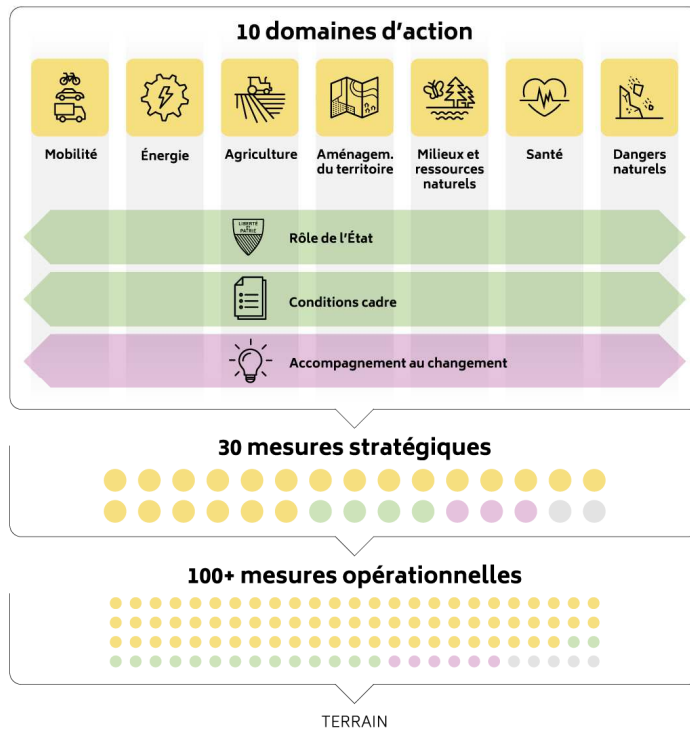 10 domaines d’action
Mobilité
Énergie
Agriculture
Aménagem.
du territoire
Milieux et
ressources
naturels
Santé
Dangers
naturels
LIBERTÉ
ET
PATRIE
Rôle de l’État
Conditions cadre
Accompagnement au changement
30 mesures stratégiques
100+ mesures opérationnelles
TERRAIN